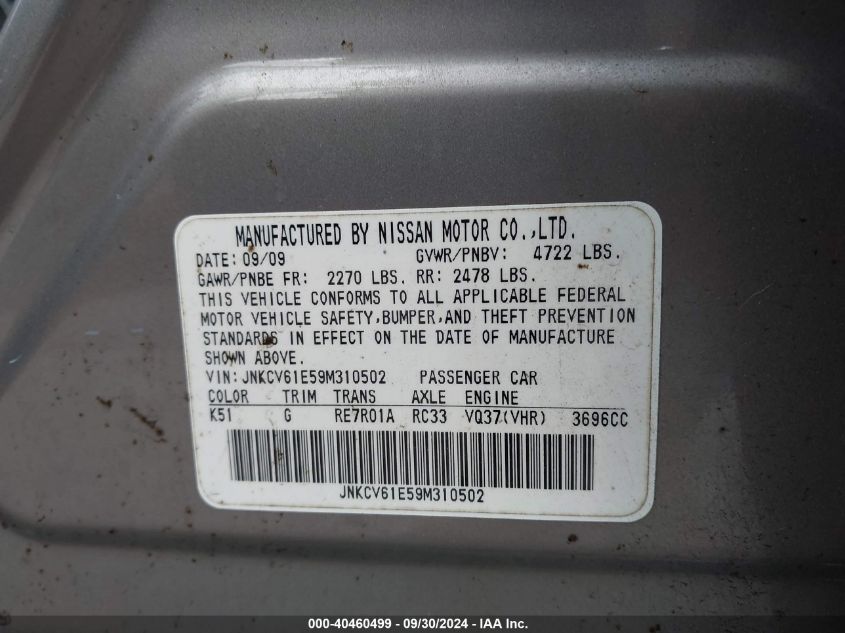 MANUFACTURED BY NISSAN MOTOR CO.,LTD.
DATE: 09/09 GVWR/PNBV: 4722 LBS.
GAWR/PNBE FR: 2270 LBS. RR: 2478 LBS.
THIS VEHICLE CONFORMS TO ALL APPLICABLE FEDERAL
MOTOR VEHICLE SAFETY,BUMPER,AND THEFT PREVENTION
STANDARDS IN EFFECT ON THE DATE OF MANUFACTURE
SHOWN ABOVE.
VIN:JNKCV61E59M310502 PASSENGER CAR
COLOR TRIM TRANS AXLE ENGINE
K51 G RE7R01A RC33 VQ37(VHR) 3696CC
JNKCV61E59M310502
000-40460499 - 09/30/2024 - IAA Inc.